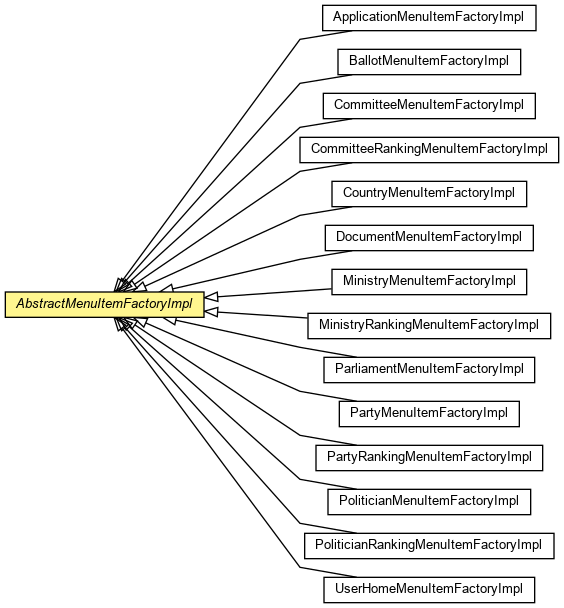 ApplicationMenuItemFactoryImpl
BallotMenuItemFactoryImpl
CommitteeMenuItemFactoryImpl
CommitteeRankingMenuItemFactoryImpl
CountryMenuItemFactoryImpl
DocumentMenuItemFactoryImpl
MinistryMenuItemFactoryImpl
AbstractMenuItemFactoryImpl
MinistryRankingMenuItemFactoryImpl
ParliamentMenuItemFactoryImpl
PartyMenuItemFactoryImpl
PartyRankingMenuItemFactoryImpl
PoliticianMenuItemFactoryImpl
PoliticianRankingMenuItemFactoryImpl
UserHomeMenuItemFactoryImpl